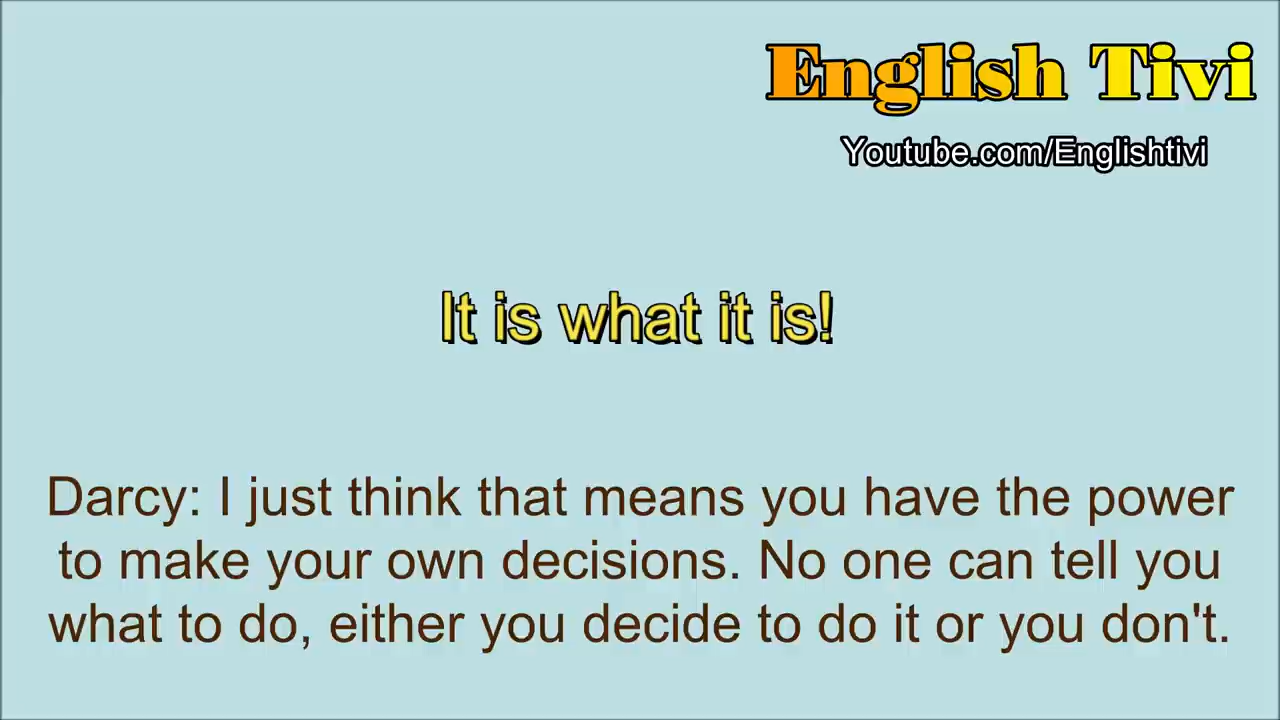 English Tivi
Youtube.com/Englishtivi
It is what it is!
Darcy: I just think that means you have the power
to make your own decisions. No one can tell you
what to do, either you decide to do it or you don't.